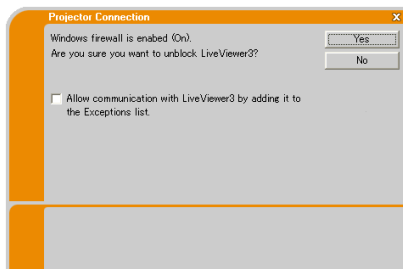 Projector Connection
X
Windows firewall is enabed (On).
Yes
Are you sure you want to unblock LiveViewer3?
No
Allow communication with LiveViewer3 by adding it to
the Exceptions list.